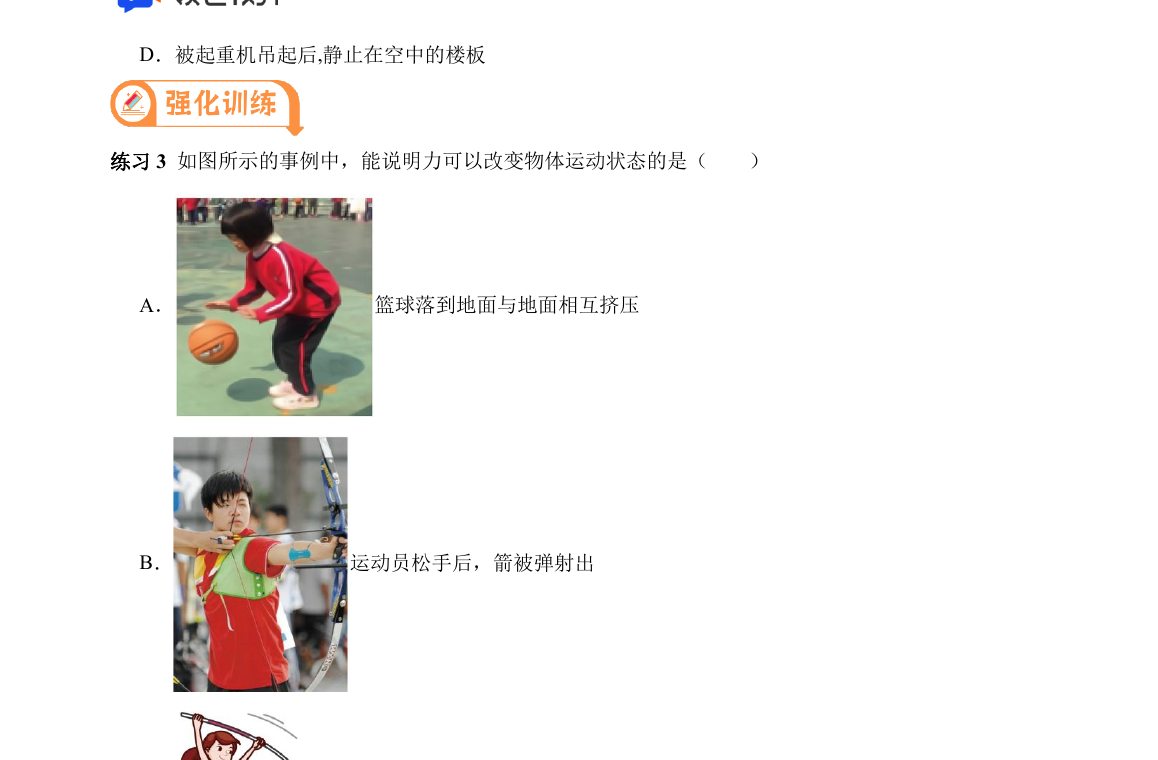 D．被起重机吊起后,静止在空中的楼板
强化训练
练习 3 如图所示的事例中，能说明力可以改变物体运动状态的是（　　）
A．篮球落到地面与地面相互挤压
B．运动员松手后，箭被弹射出